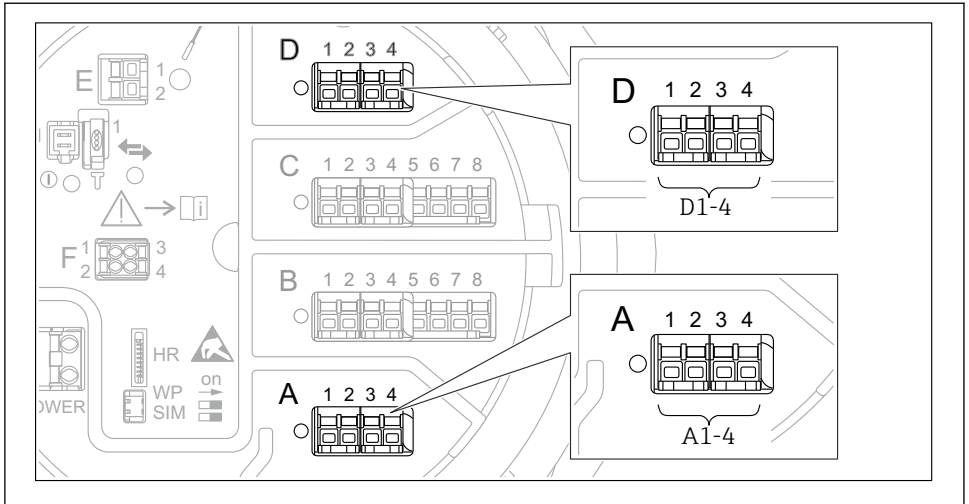 D 1 2 3 4
E 1
2
D 1 2 3 4
D1-4
1
C 1 2 3 4 5 6 7 8
i
F 1 3
2 4
B 1 2 3 4 5 6 7 8
A 1 2 3 4
A1-4
HR
WP on
SIM
OWER
A 1 2 3 4